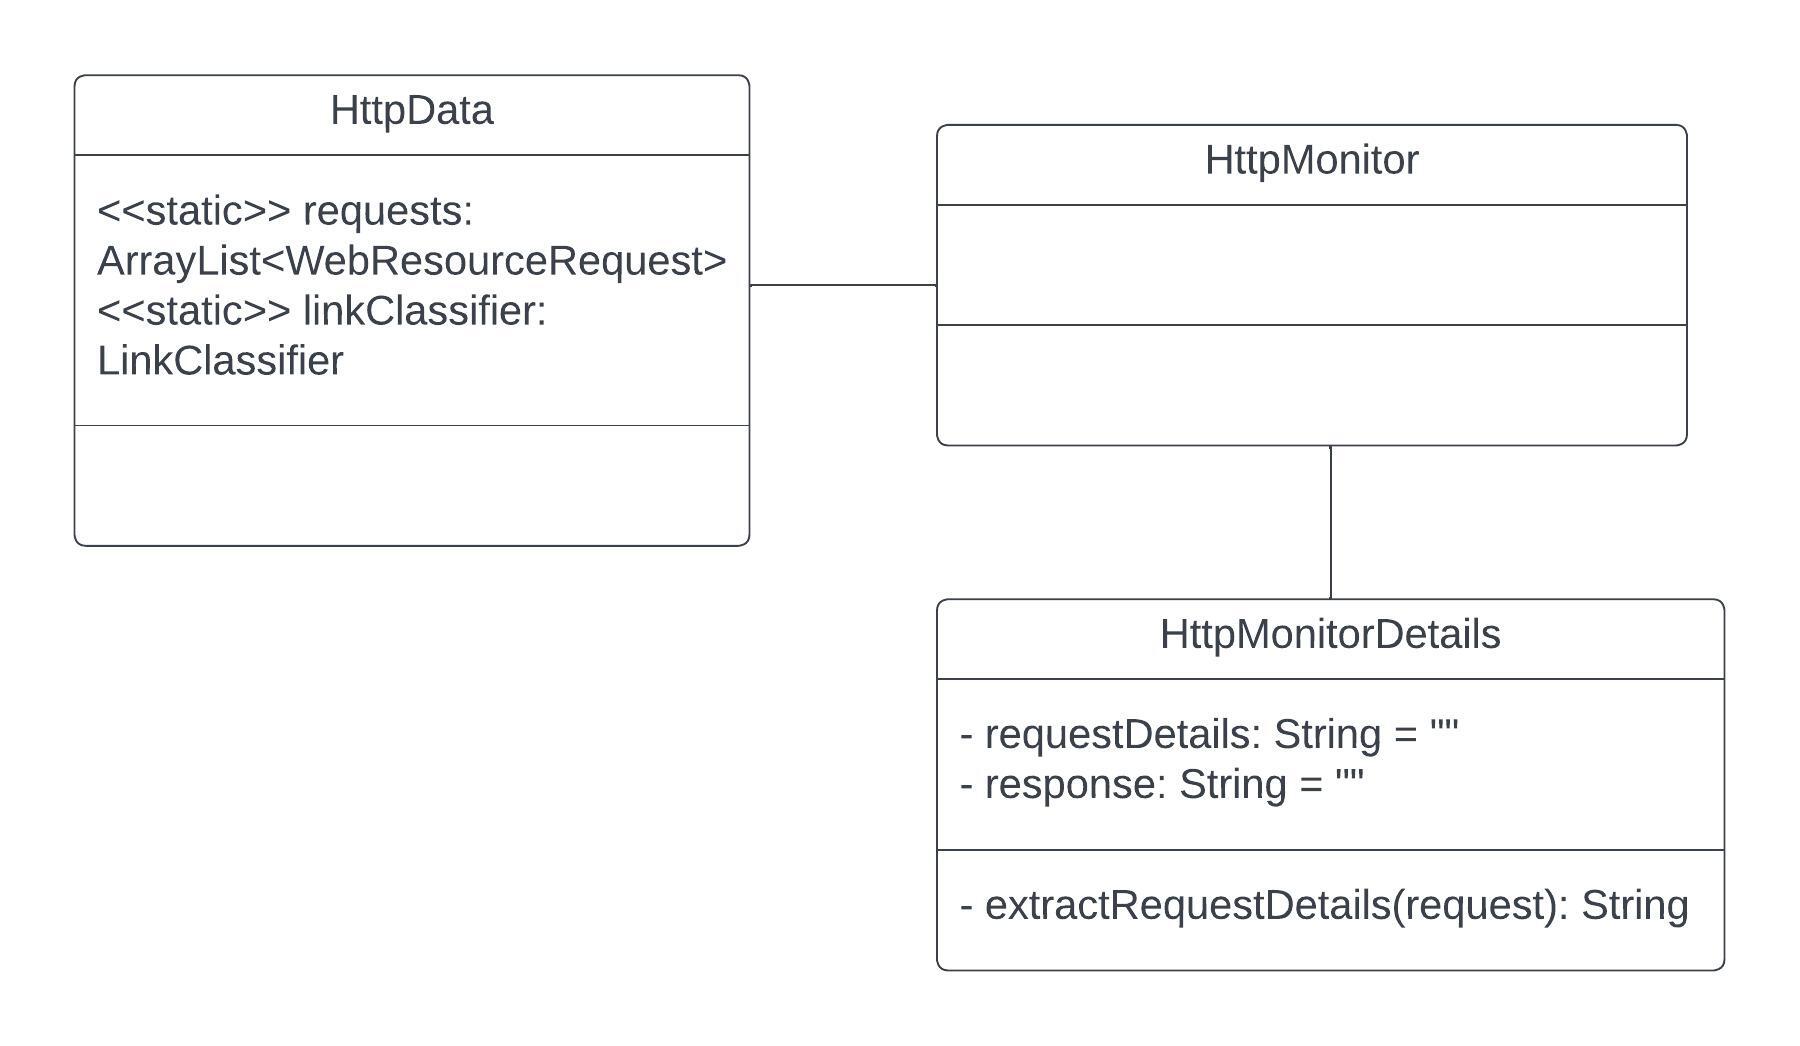 HttpData
<<static>> requests:
ArrayList<WebResourceRequest>
<<static>> linkClassifier:
LinkClassifier
HttpMonitor
HttpMonitorDetails
- requestDetails: String = ""
- response: String = ""
- extractRequestDetails(request): String